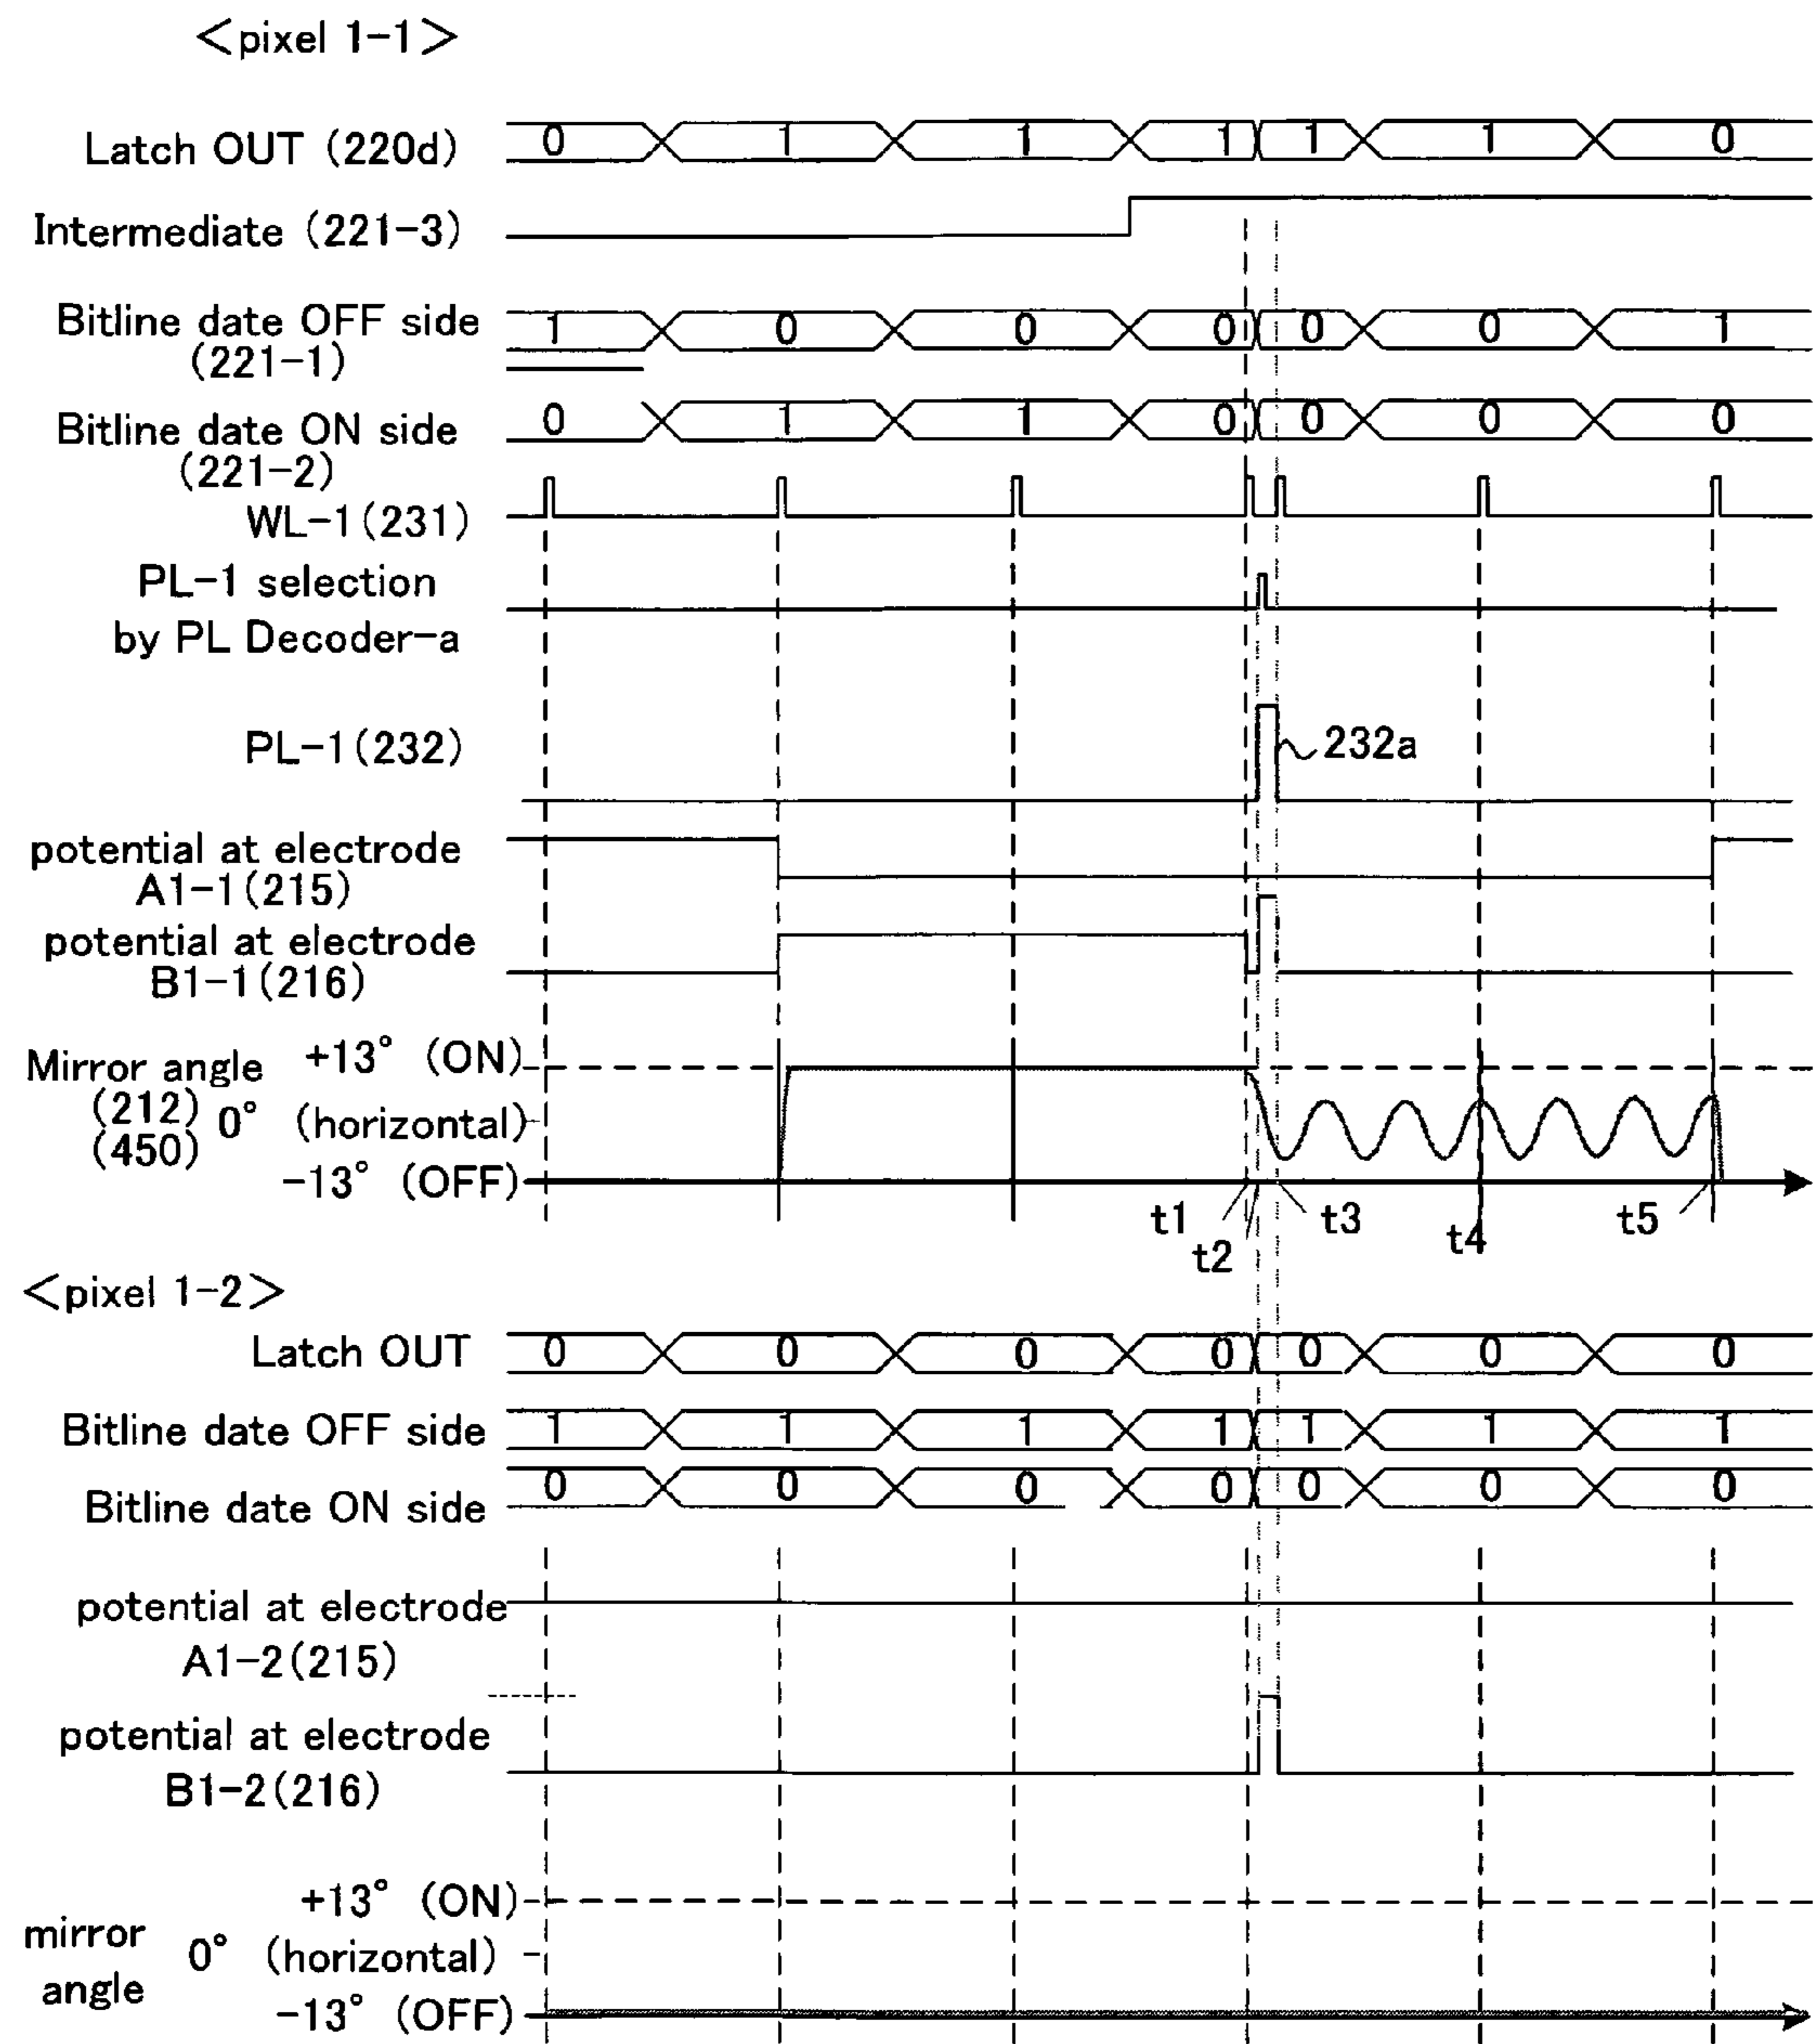 <pixel 1-1>
Latch OUT (220d) 0 1 1 1 1 1 0
Intermediate (221-3)
Bitline date OFF side 1 0 0 0 0 0 1
(221-1)
Bitline date ON side 0 1 1 0 0 0 0
(221-2)
WL-1(231)
PL-1 selection
by PL Decoder-a
PL-1(232) 232a
potential at electrode
A1-1(215)
potential at electrode
B1-1(216)
Mirror angle +13° (ON)
(212) 0° (horizontal)
(450)
-13° (OFF)
t1 t2 t3 t4 t5
<pixel 1-2>
Latch OUT 0 0 0 0 0 0 0
Bitline date OFF side 1 1 1 1 1 1 1
Bitline date ON side 0 0 0 0 0 0 0
potential at electrode
A1-2(215)
potential at electrode
B1-2(216)
+13° (ON)
mirror 0° (horizontal)
angle
-13° (OFF)